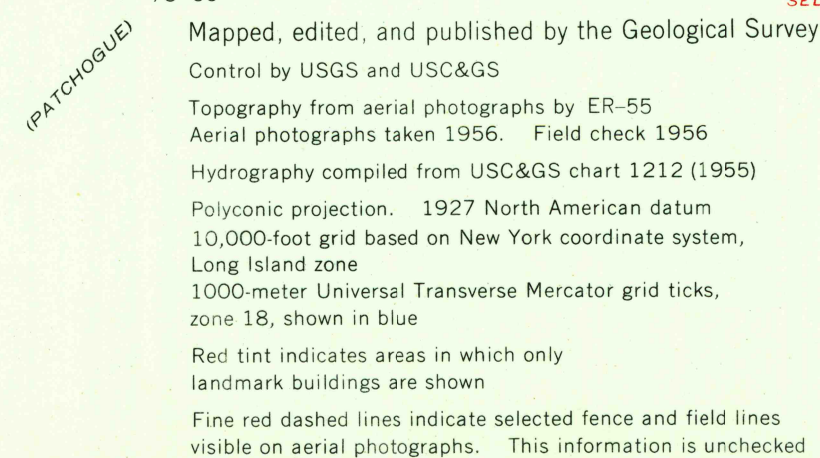 (PATCHOGUE)
Mapped, edited, and published by the Geological Survey
Control by USGS and USC&GS
Topography from aerial photographs by ER–55
Aerial photographs taken 1956. Field check 1956
Hydrography compiled from USC&GS chart 1212 (1955)
Polyconic projection. 1927 North American datum
10,000-foot grid based on New York coordinate system,
Long Island zone
1000-meter Universal Transverse Mercator grid ticks,
zone 18, shown in blue
Red tint indicates areas in which only
landmark buildings are shown
Fine red dashed lines indicate selected fence and field lines
visible on aerial photographs. This information is unchecked